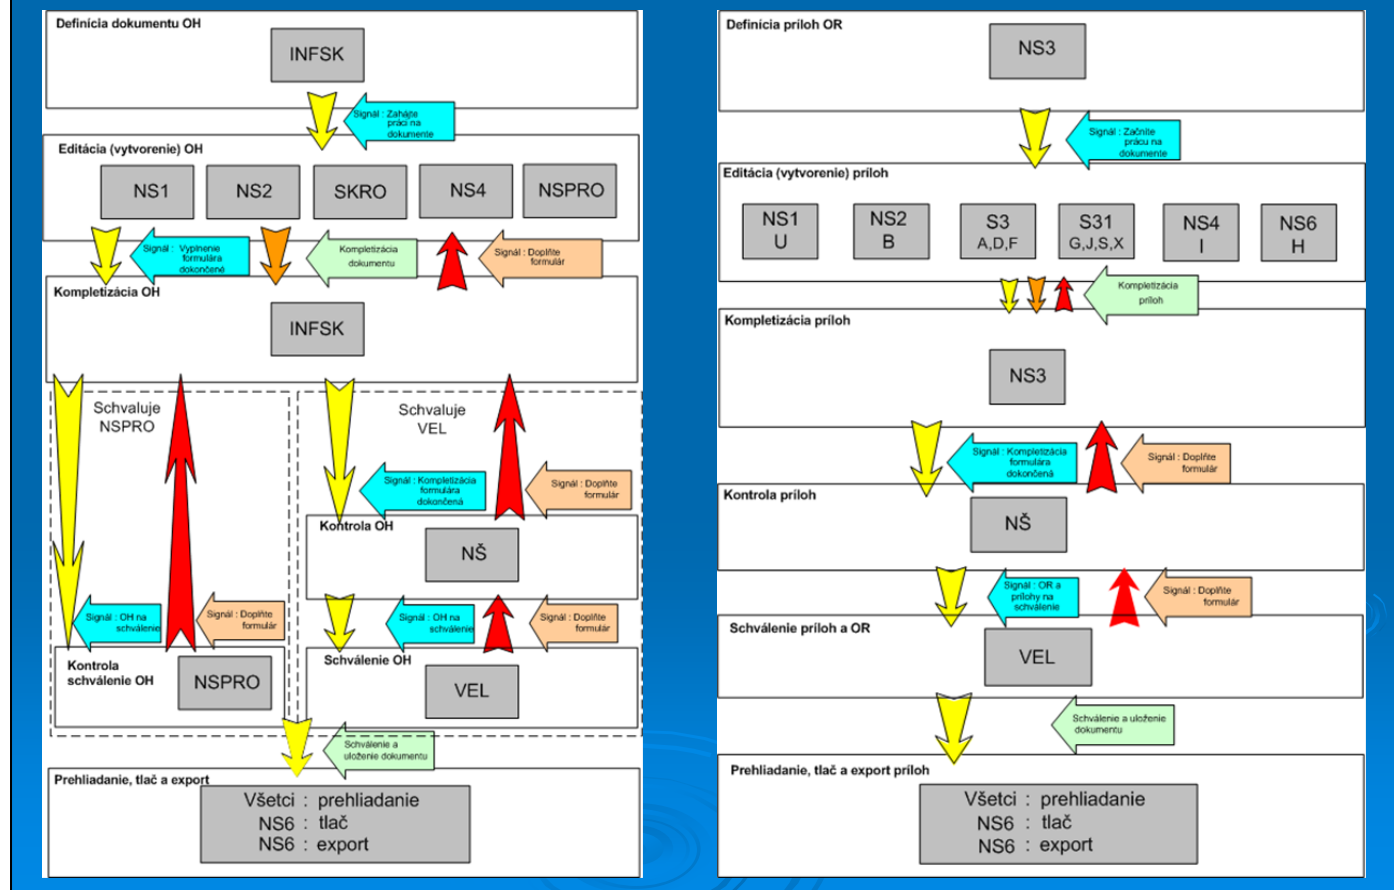 Definícia dokumentu OH
INFSK
Signál : Zahájte
práci na
dokumente
Editácia (vytvorenie) OH
NS1
NS2
SKRO
NS4
NSPRO
Signál : Vyplnenie
formulára
dokončené
Kompletizácia
dokumentu
Signál : Doplňte
formulár
Kompletizácia OH
INFSK
Schvaluje
NSPRO
Schvaluje
VEL
Signál : Kompletizácia
formulára
dokončená
Signál : Doplňte
formulár
Kontrola OH
NŠ
Signál : OH na
schválenie
Signál : Doplňte
formulár
Signál : OH na
schválenie
Signál : Doplňte
formulár
Kontrola
schválenie OH
NSPRO
Schválenie OH
VEL
Schválenie a
uloženie dokumentu
Prehliadanie, tlač a export
Všetci : prehliadanie
NS6 : tlač
NS6 : export
Definícia príloh OR
NS3
Signál : Začnite
prácu na
dokumente
Editácia (vytvorenie) príloh
NS1
U
NS2
B
S3
A,D,F
S31
G,J,S,X
NS4
I
NS6
H
Kompletizácia
príloh
Kompletizácia príloh
NS3
Signál : Kompletizácia
formulára
dokončená
Signál : Doplňte
formulár
Kontrola príloh
NŠ
Signál : OR a
prílohy na
schválenie
Signál : Doplňte
formulár
Schválenie príloh a OR
VEL
Schválenie a uloženie
dokumentu
Prehliadanie, tlač a export príloh
Všetci : prehliadanie
NS6 : tlač
NS6 : export